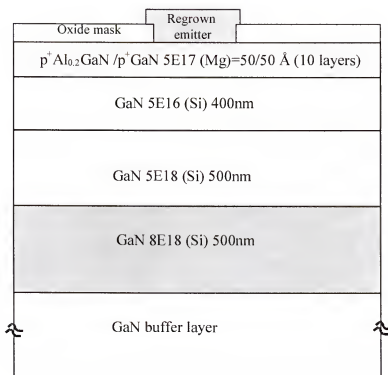 Regrown
emitter
Oxide mask
p⁺Al₀.₂GaN /p⁺GaN 5E17 (Mg)=50/50 Å (10 layers)
GaN 5E16 (Si) 400nm
GaN 5E18 (Si) 500nm
GaN 8E18 (Si) 500nm
GaN buffer layer